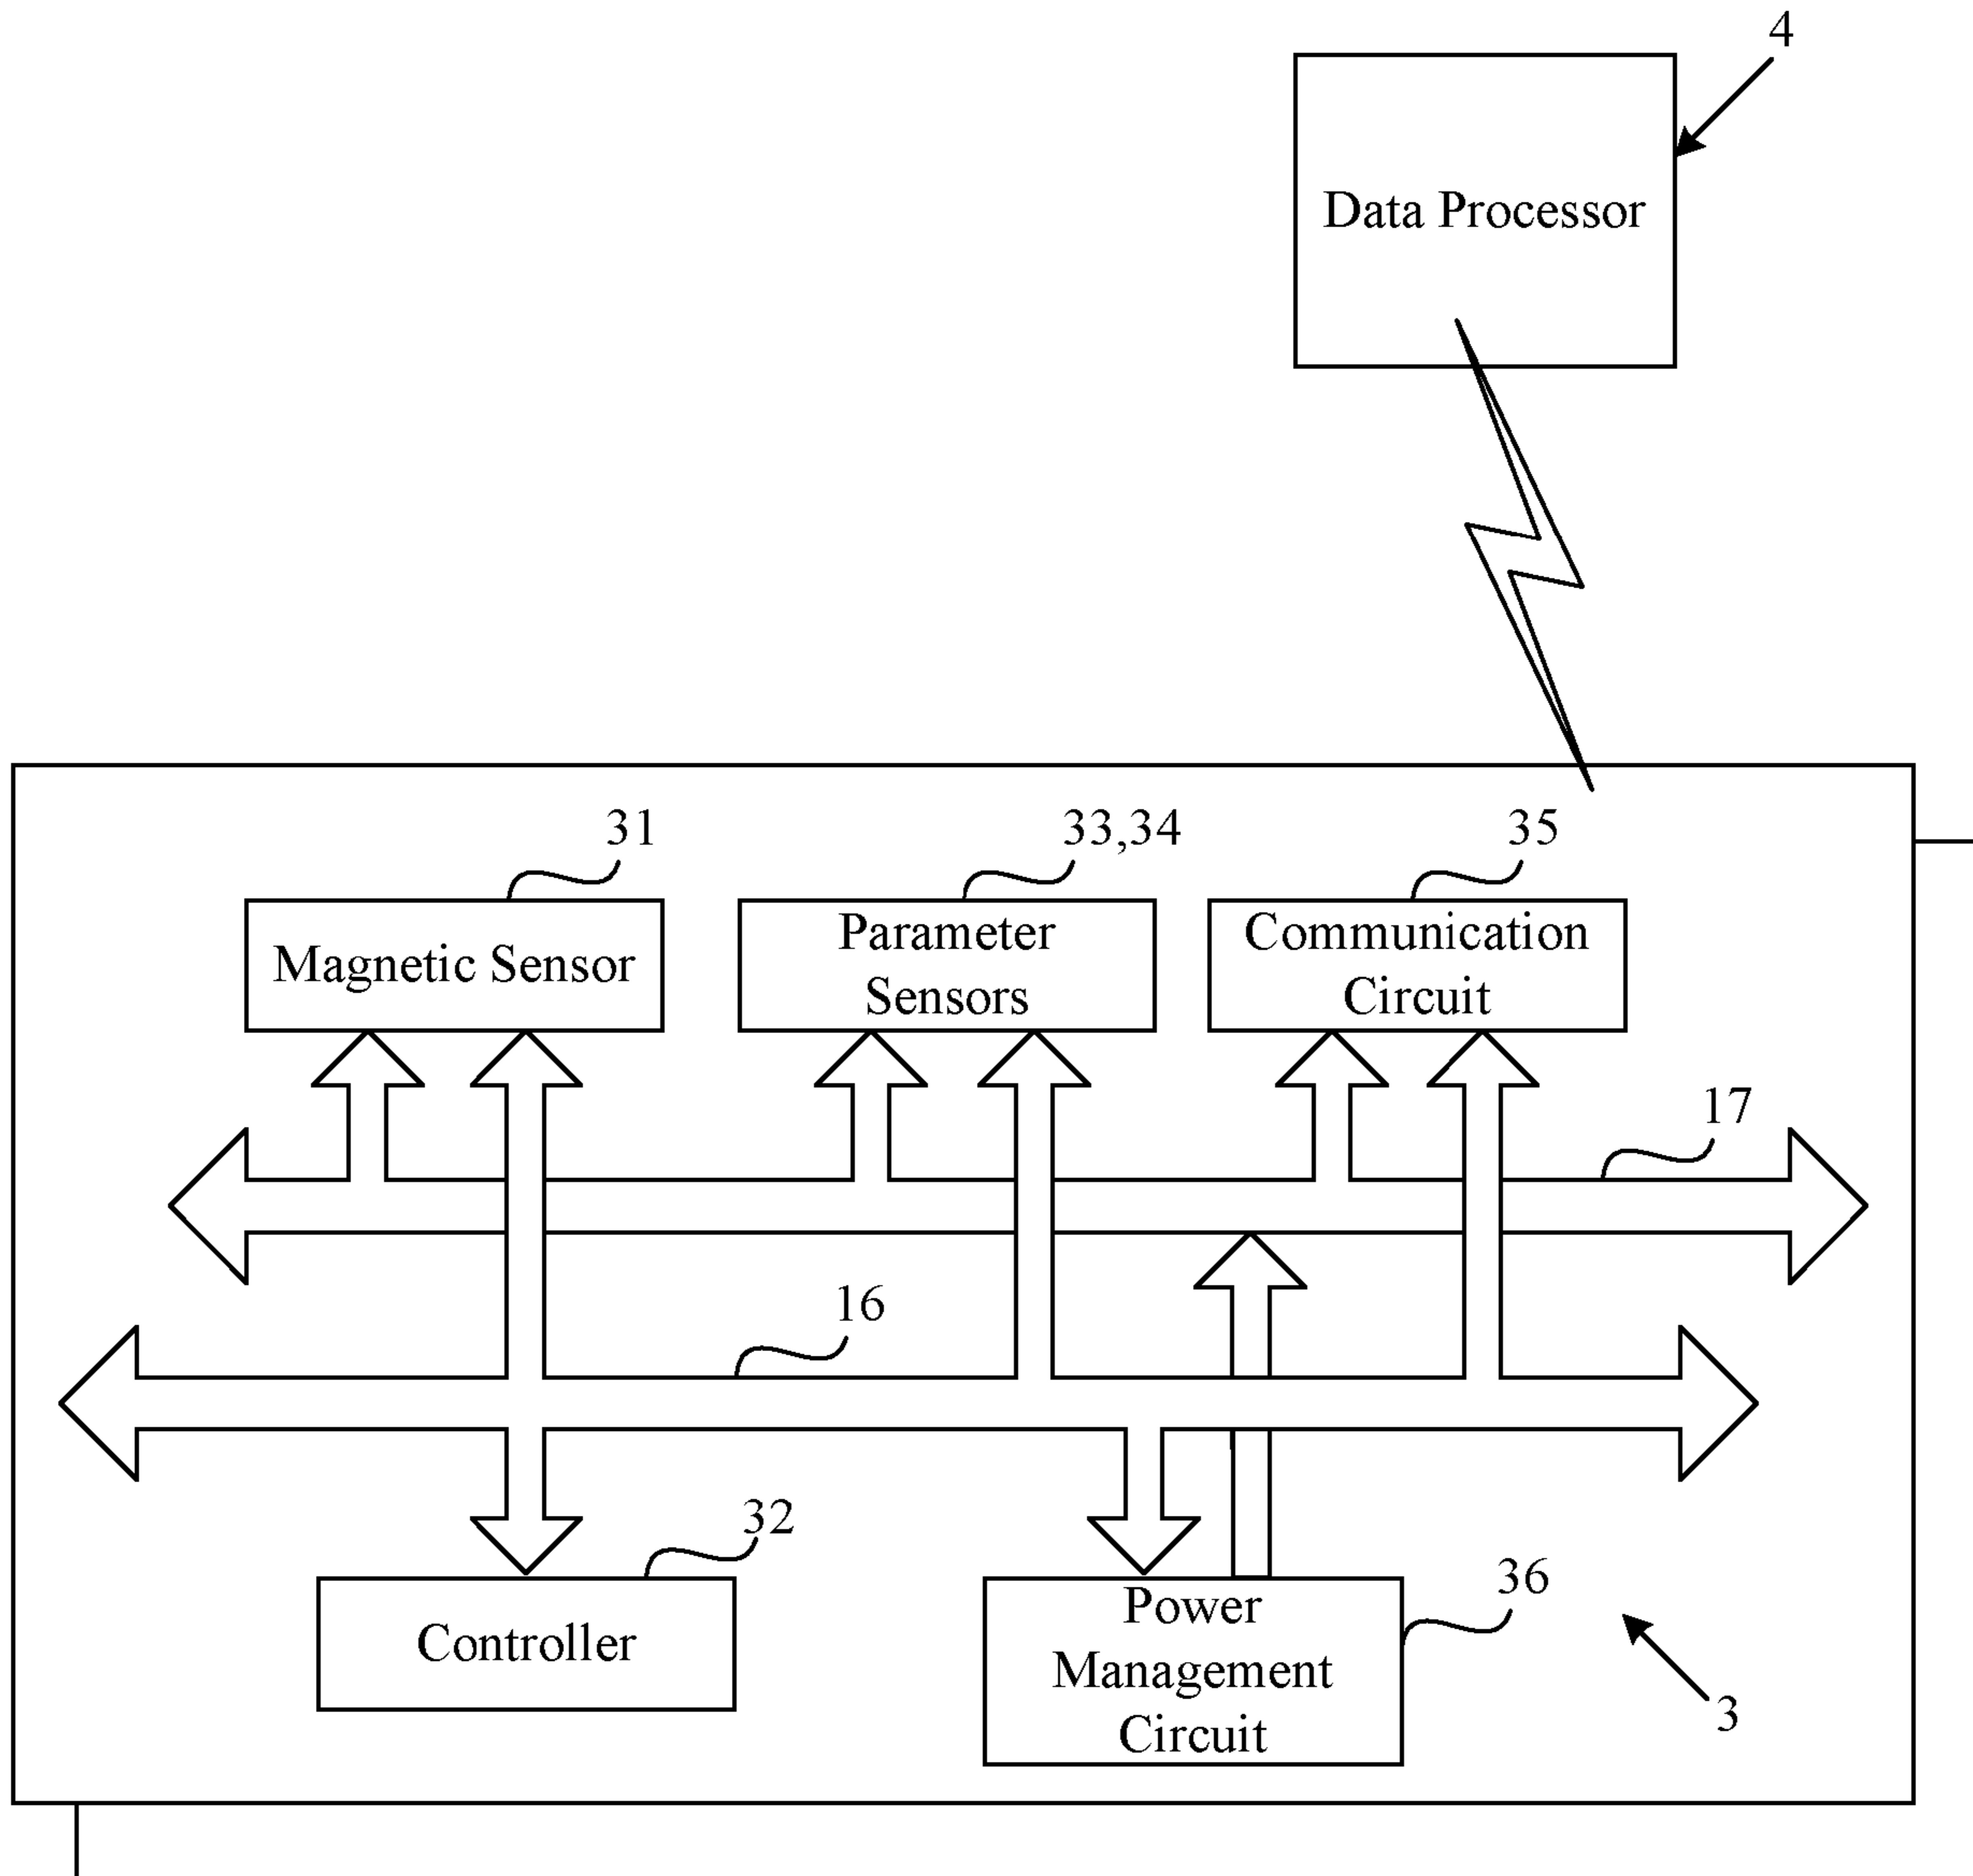 4
Data Processor
31
33,34
35
Magnetic Sensor
Parameter
Sensors
Communication
Circuit
17
16
32
36
Controller
Power
Management
Circuit
3